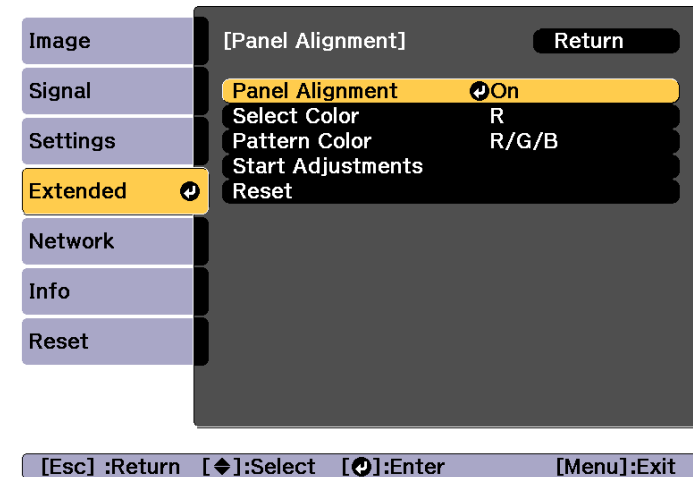 Image
Signal
Settings
Extended
Network
Info
Reset
[Panel Alignment] Return
Panel Alignment On
Select Color R
Pattern Color R/G/B
Start Adjustments
Reset
[Esc] :Return [◆]:Select [↵]:Enter [Menu]:Exit